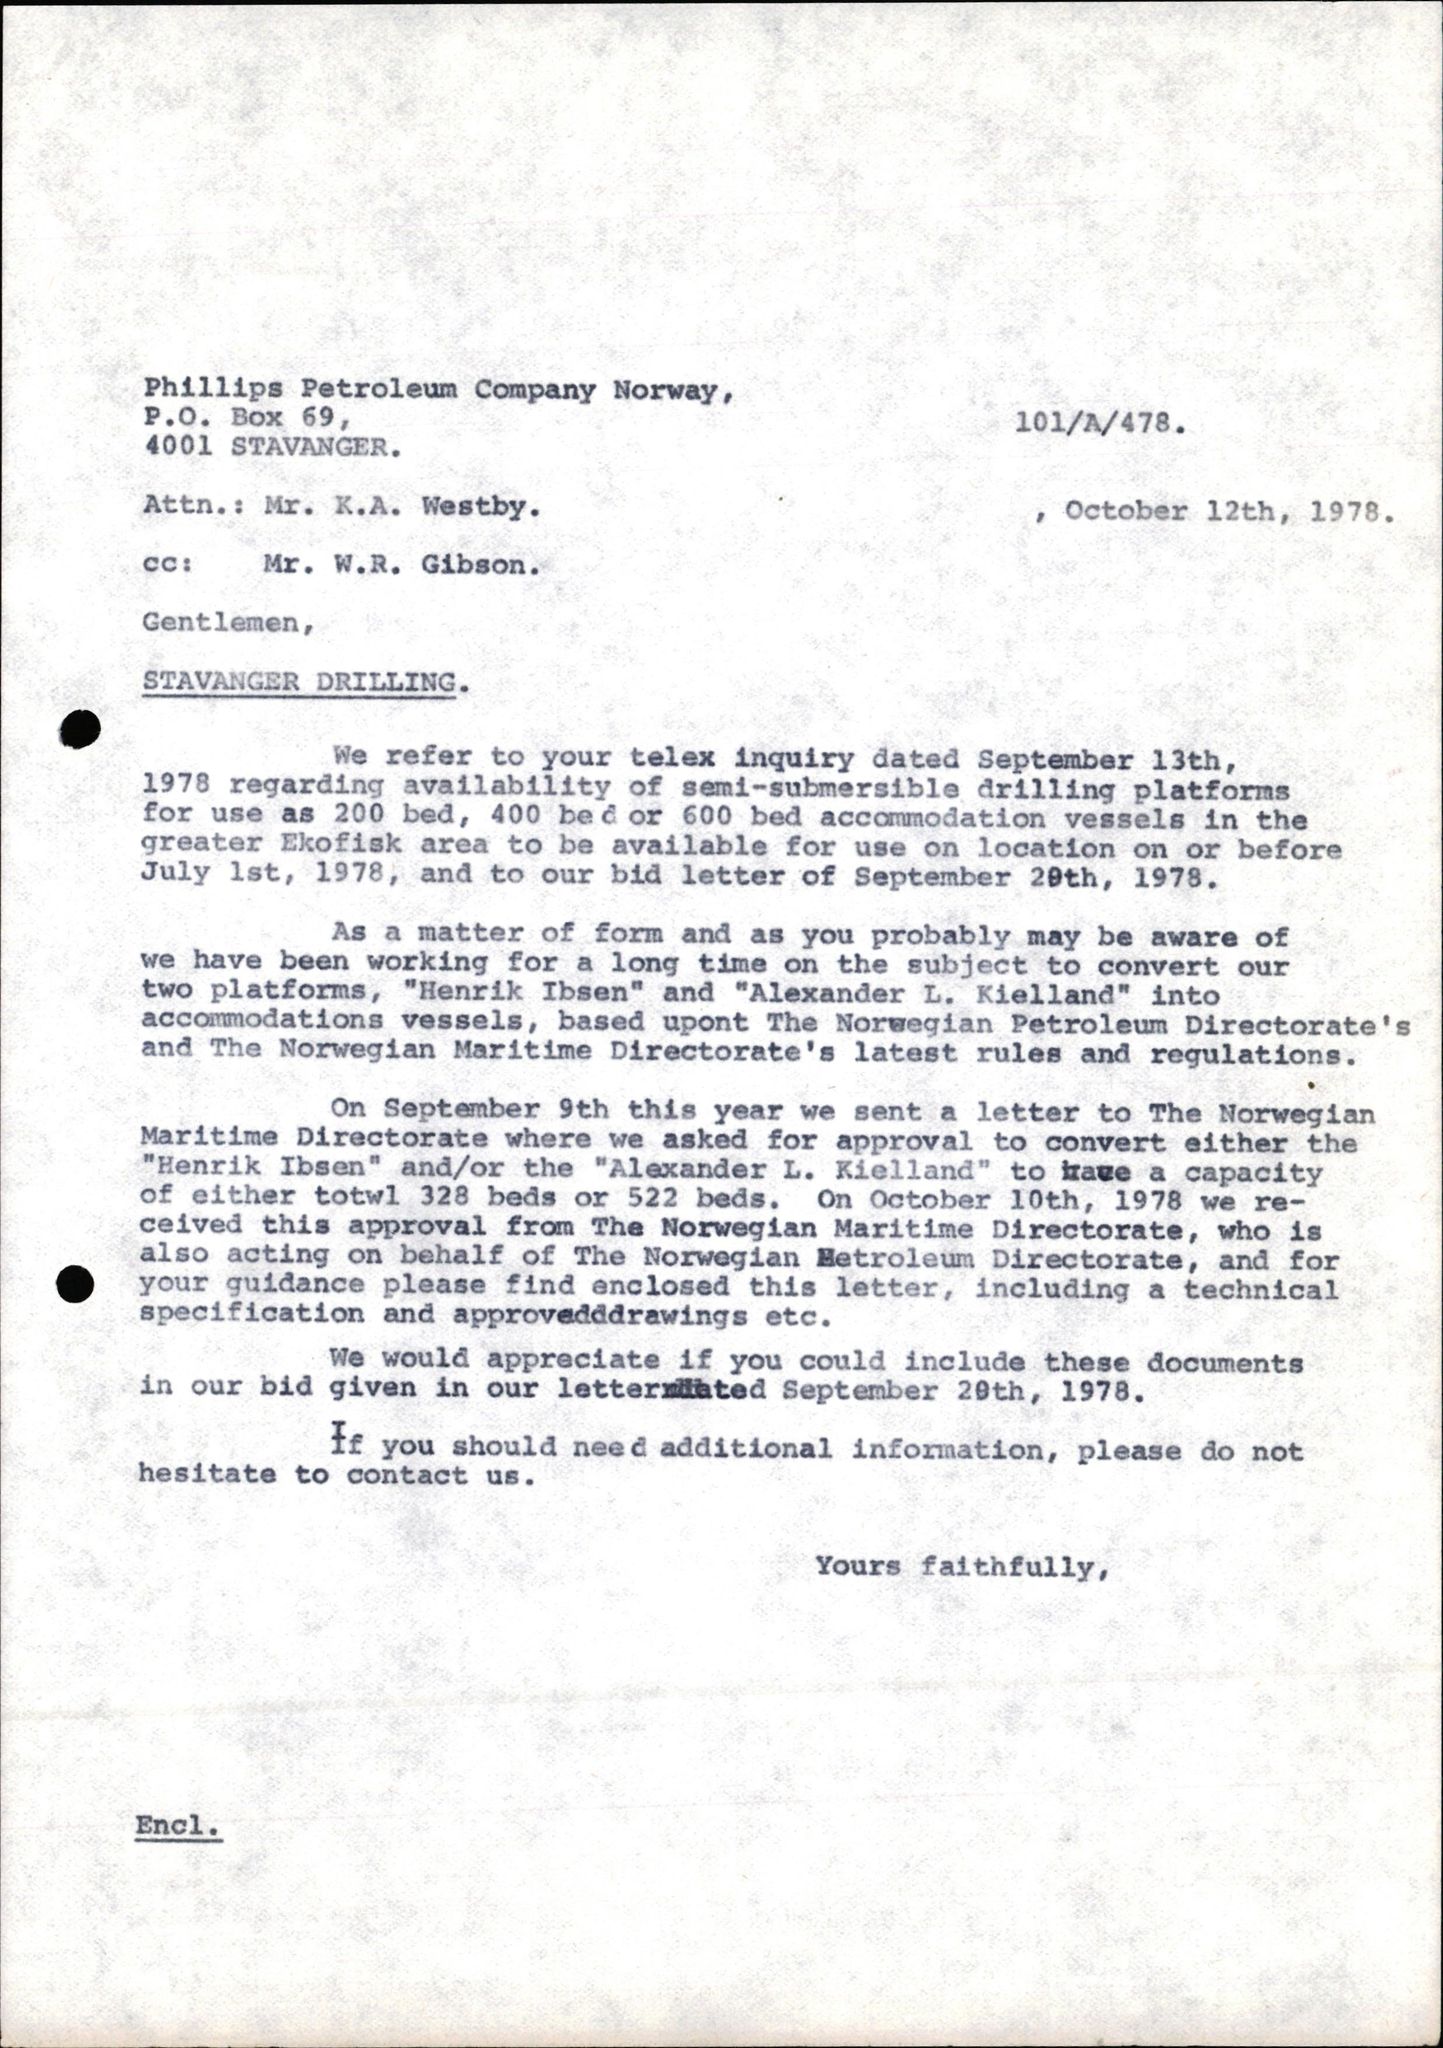 Phillips Petroleum Company Norway,
P.O. Box 69,
101/A/478.
4001 STAVANGER.
Attn.: Mr. K.A. Westby.
, October 12th, 1978.
cc: Mr. W.R. Gibson.
Gentlemen,
STAVANGER DRILLING.
We refer to your telex inquiry dated September 13th,
1978 regarding availability of semi-submersible drilling platforms
for use as 200 bed, 400 bed or 600 bed accommodation vessels in the
greater Ekofisk area to be available for use on location on or before
July 1st, 1978, and to our bid letter of September 20th, 1978.
As a matter of form and as you probably may be aware of
we have been working for a long time on the subject to convert our
two platforms, "Henrik Ibsen" and "Alexander L. Kielland" into
accommodations vessels, based upont The Norwegian Petroleum Directorate's
and The Norwegian Maritime Directorate's latest rules and regulations.
On September 9th this year we sent a letter to The Norwegian
Maritime Directorate where we asked for approval to convert either the
"Henrik Ibsen" and/or the "Alexander L. Kielland" to have a capacity
of either totwl 328 beds or 522 beds. On October 10th, 1978 we re-
ceived this approval from The Norwegian Maritime Directorate, who is
also acting on behalf of The Norwegian Petroleum Directorate, and for
your guidance please find enclosed this letter, including a technical
specification and approvedddrawings etc.
We would appreciate if you could include these documents
in our bid given in our letter dated September 20th, 1978.
If you should need additional information, please do not
hesitate to contact us.
Yours faithfully,
Encl.